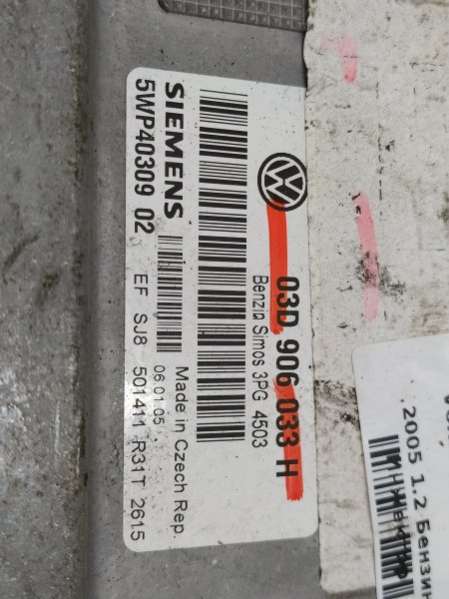 SIEMENS
5WP40309 02
03D 906 033 H
Benzin Simos 3PG 4503
Made in Czech Rep.
06.01.05
EF SJ8 501411 R31T 2615
2005 1.2 Бензин
Инжектор